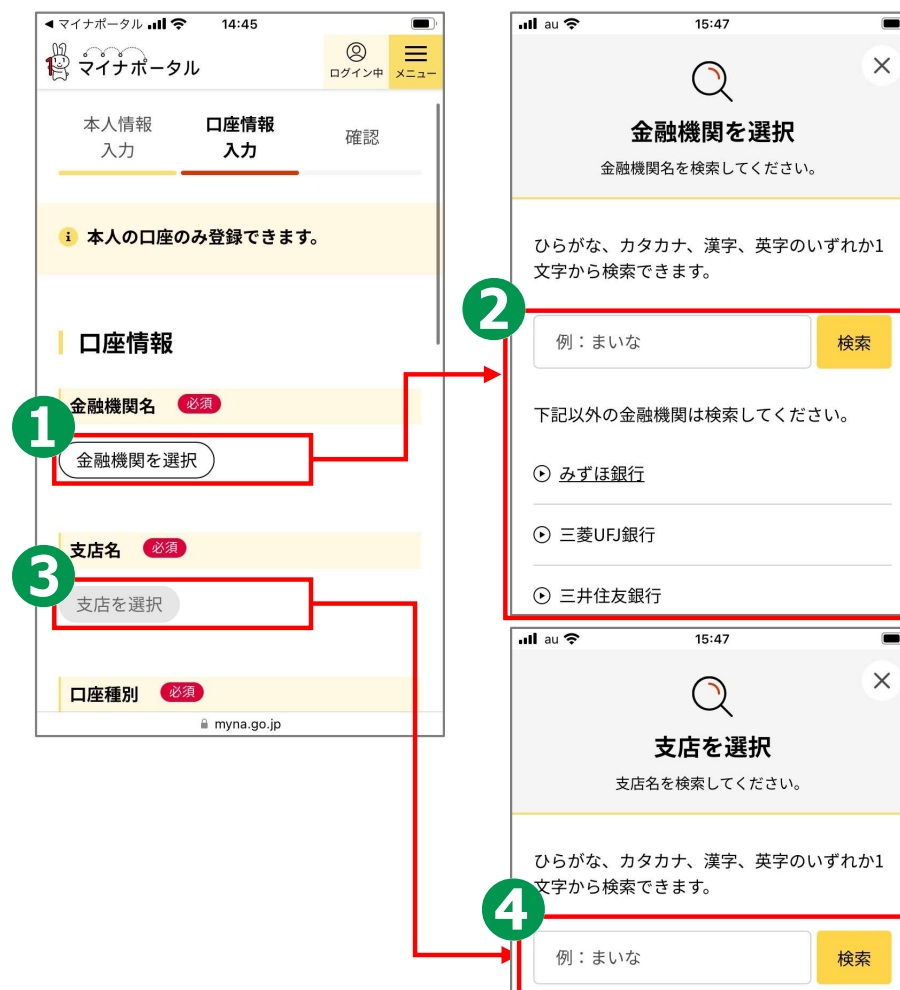 マイナポータル 14:45
マイナポータル
ログイン中 メニュー
本人情報
入力
口座情報
入力
確認
i 本人の口座のみ登録できます。
口座情報
1
金融機関名 必須
金融機関を選択
3
支店名 必須
支店を選択
口座種別 必須
myna.go.jp
au 15:47
金融機関を選択
金融機関名を検索してください。
ひらがな、カタカナ、漢字、英字のいずれか1
文字から検索できます。
2
例：まいな 検索
下記以外の金融機関は検索してください。
みずほ銀行
三菱UFJ銀行
三井住友銀行
au 15:47
支店を選択
支店名を検索してください。
ひらがな、カタカナ、漢字、英字のいずれか1
文字から検索できます。
4
例：まいな 検索